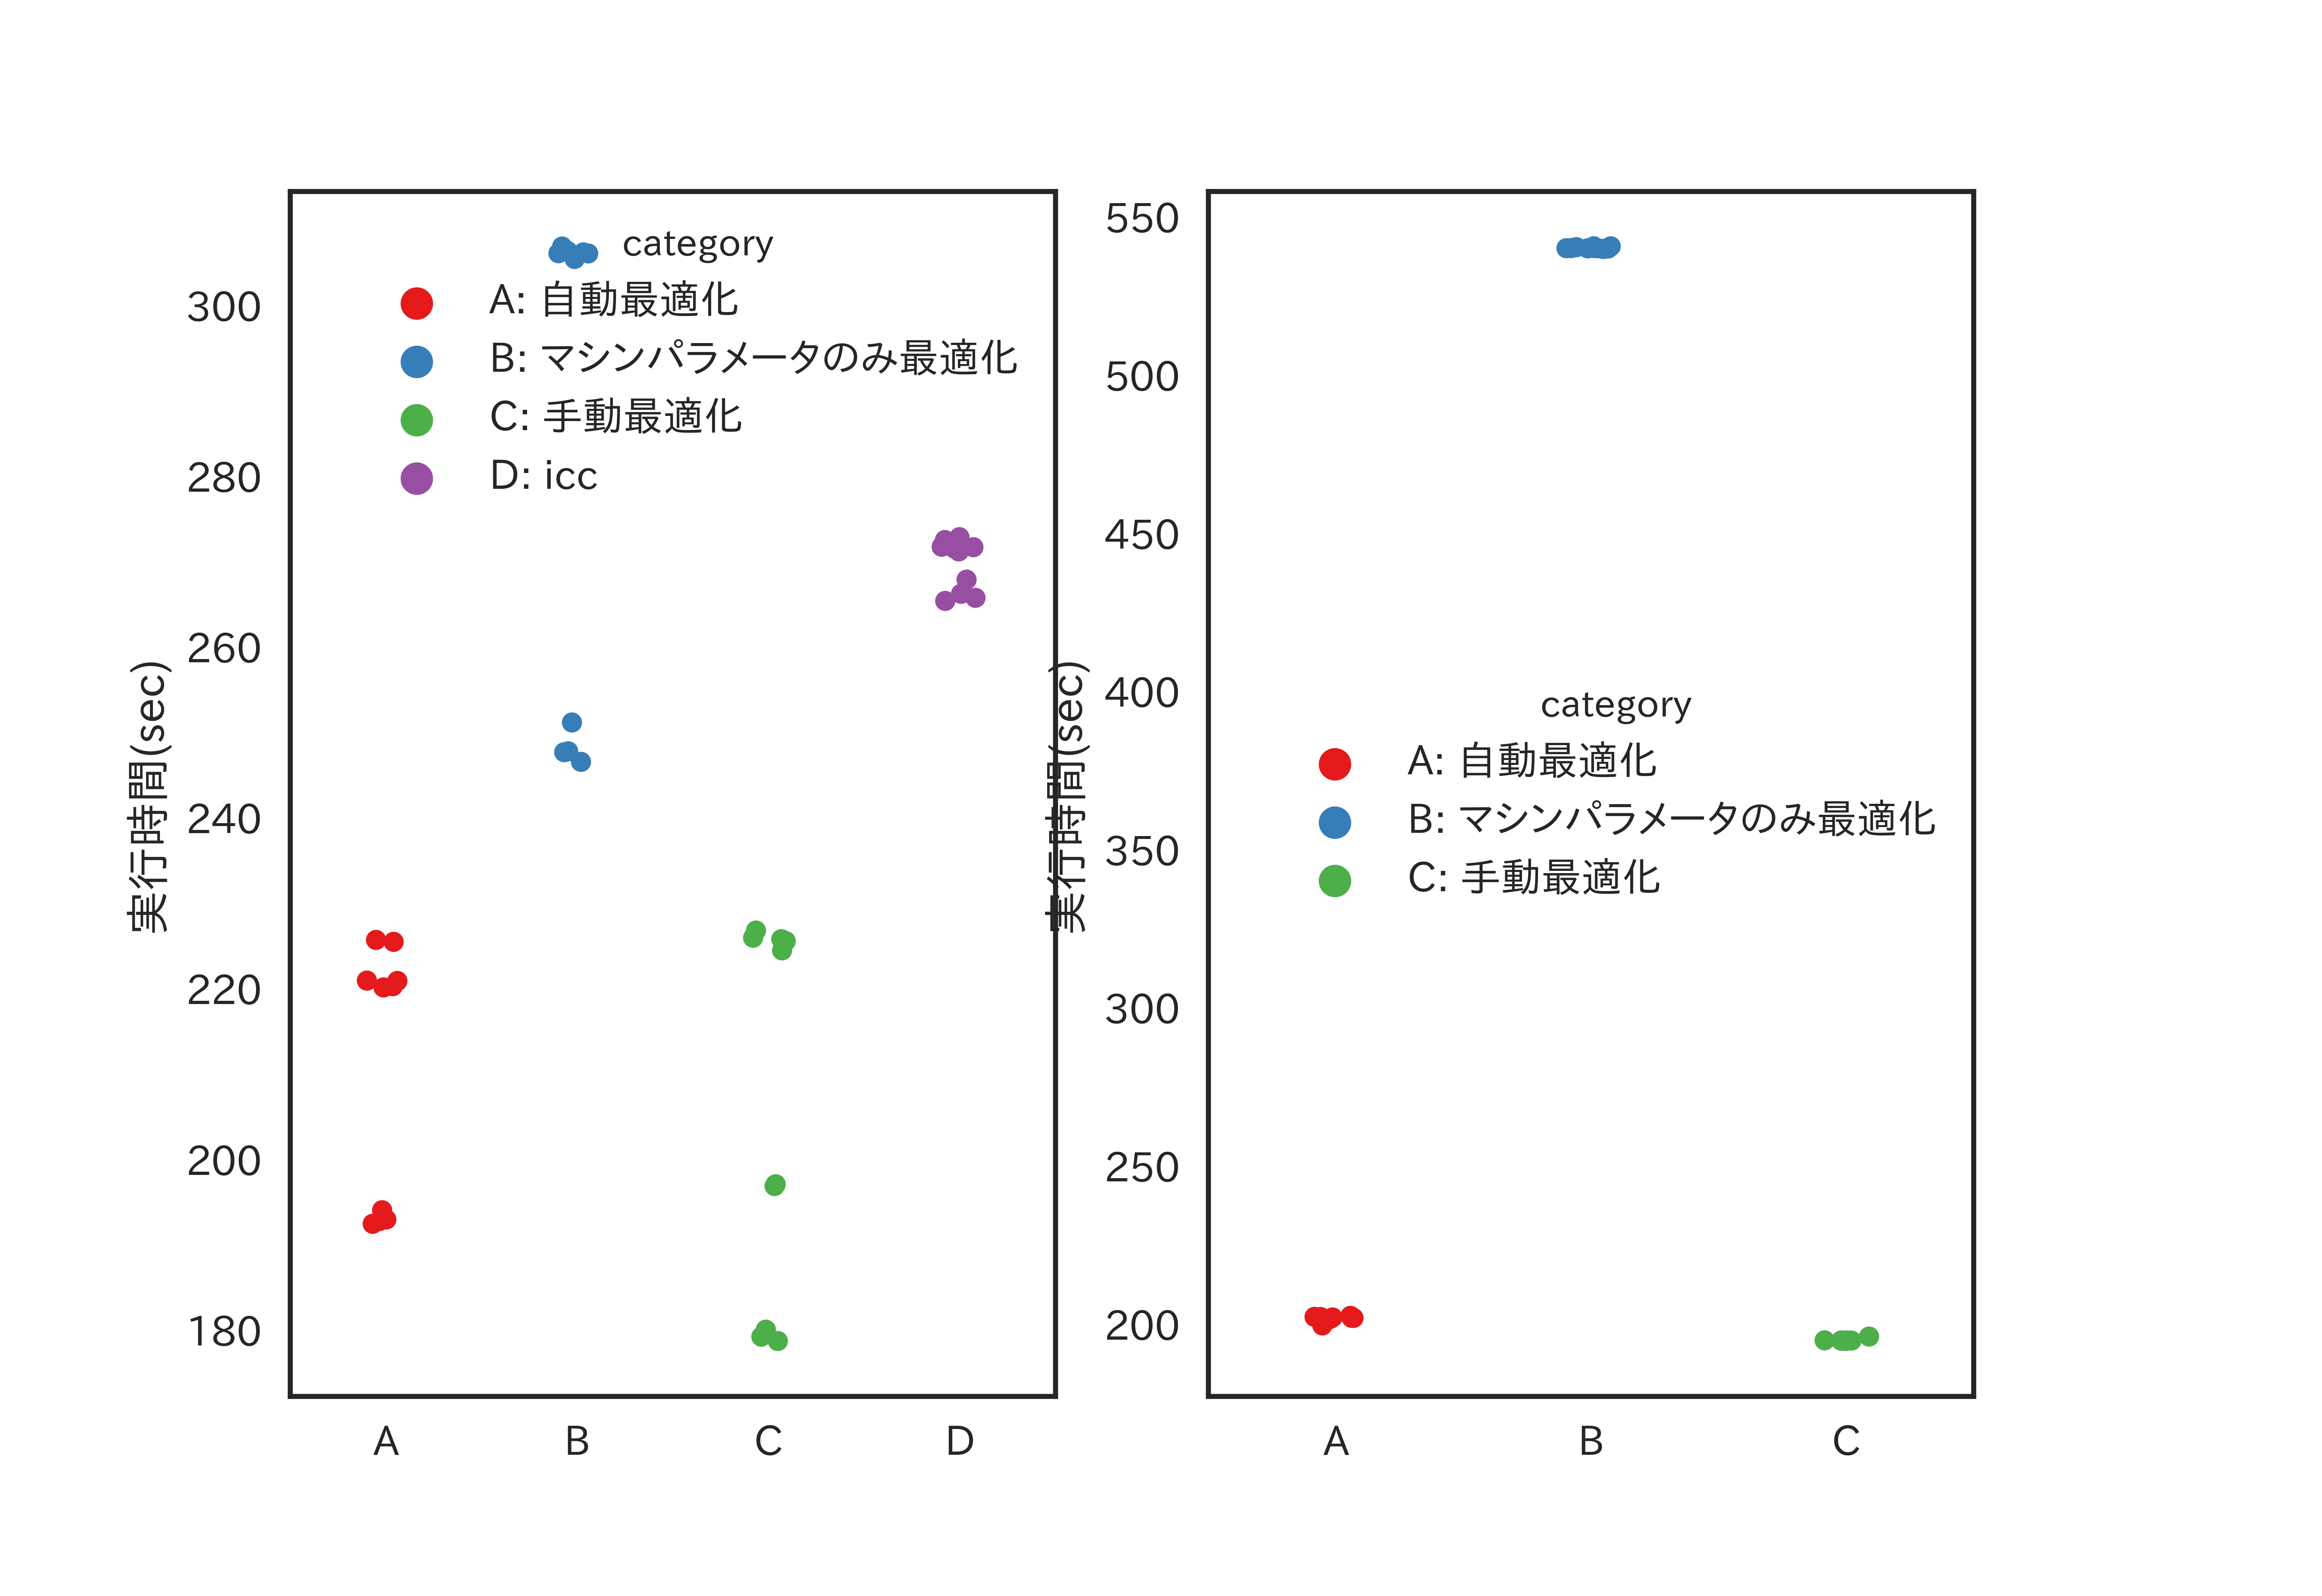 category
A: 自動最適化
B: マシンパラメータのみ最適化
C: 手動最適化
D: icc
300
280
260
240
220
200
180
実行時間(sec)
A
B
C
D
550
500
450
400
350
300
250
200
実行時間(sec)
category
A: 自動最適化
B: マシンパラメータのみ最適化
C: 手動最適化
A
B
C